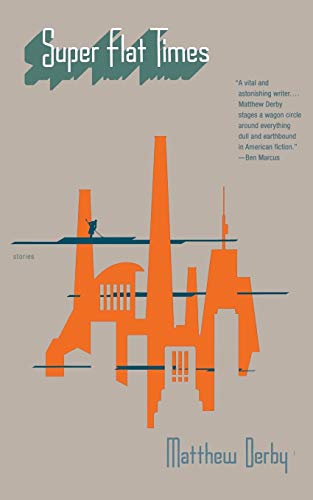 Super Flat Times
"A vital and
astonishing writer....
Matthew Derby
stages a wagon circle
around everything
dull and earthbound
in American fiction."
—Ben Marcus
stories
Matthew Derby